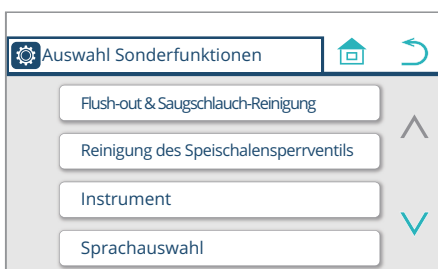 Auswahl Sonderfunktionen
Flush-out & Saugschlauch-Reinigung
Reinigung des Speischalensperrventils
Instrument
Sprachauswahl